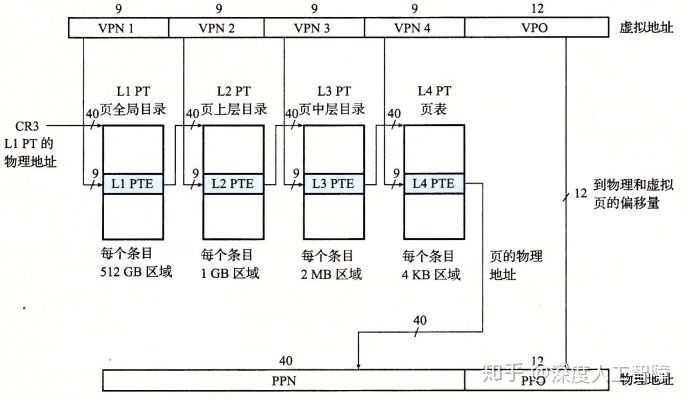 9 9 9 9 12
VPN 1 VPN 2 VPN 3 VPN 4 VPO 虚拟地址
L1 PT L2 PT L3 PT L4 PT
页全局目录 页上层目录 页中层目录 页表
40 40 40 40
CR3
L1 PT 的
物理地址
9 9 9 9
L1 PTE L2 PTE L3 PTE L4 PTE
12 到物理和虚拟
页的偏移量
每个条目 每个条目 每个条目 每个条目
512 GB 区域 1 GB 区域 2 MB 区域 4 KB 区域
页的物理
地址
40
40 12
PPN PPO 物理地址
知乎 @深度人工智障